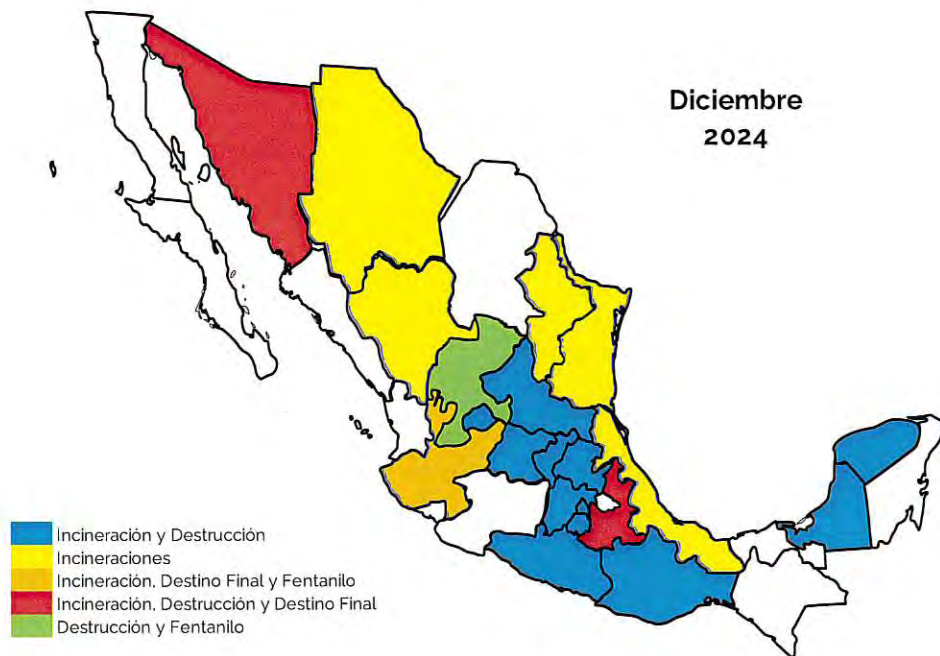 Diciembre
2024
Incineración y Destrucción
Incineraciones
Incineración, Destino Final y Fentanilo
Incineración, Destrucción y Destino Final
Destrucción y Fentanilo